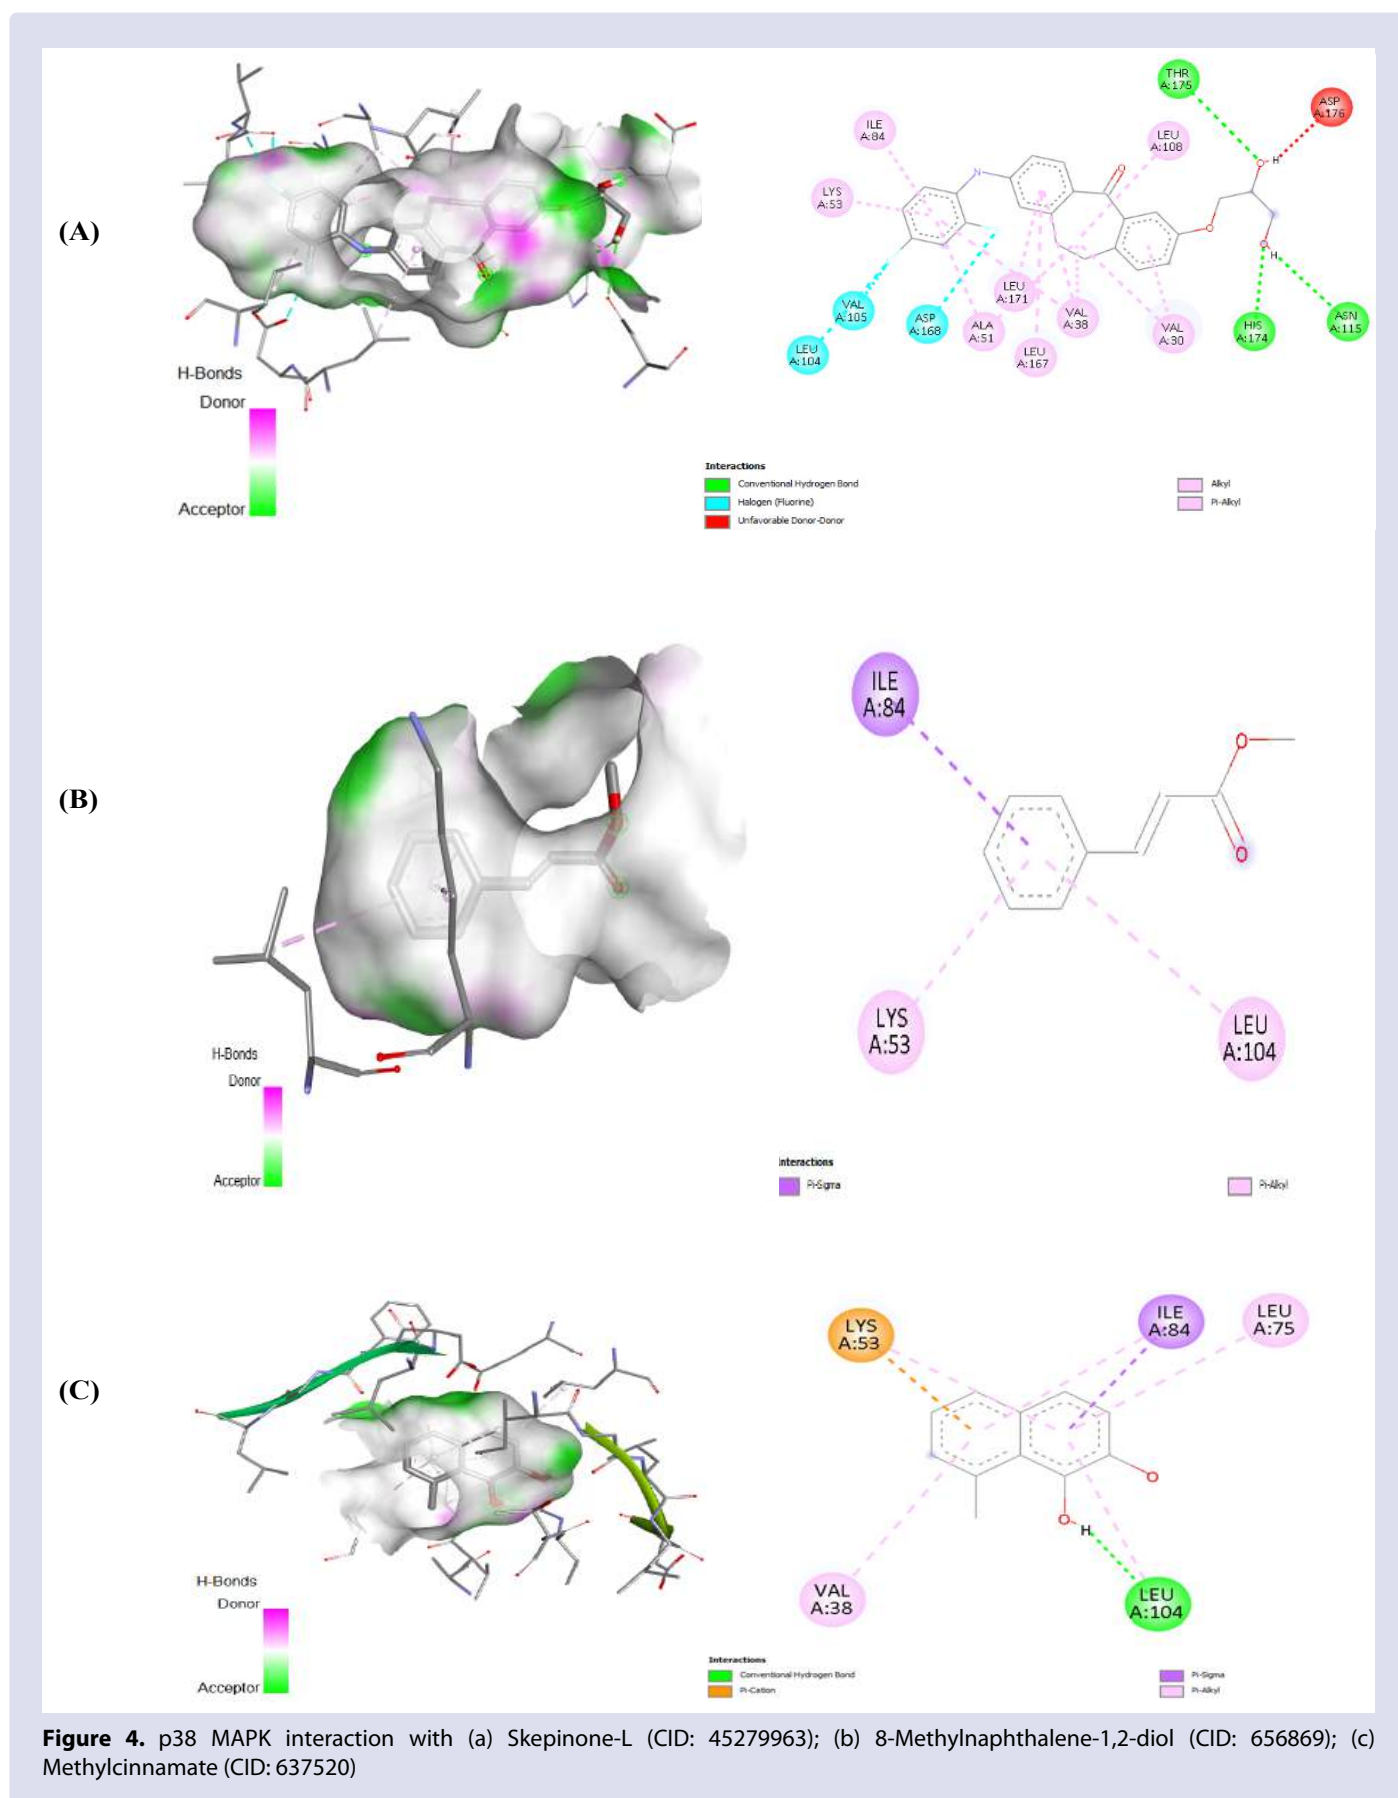 (A)
H-Bonds
Donor
Acceptor
THR
A:175
ASP
A:176
ILE
A:84
LEU
A:108
LYS
A:53
N
O
O
O
H
O
H
LEU
A:171
VAL
A:105
ASP
A:168
ALA
A:51
VAL
A:38
VAL
A:30
HIS
A:174
ASN
A:115
LEU
A:104
LEU
A:167
Interactions
Conventional Hydrogen Bond
Halogen (Fluorine)
Unfavorable Donor-Donor
Alkyl
Pi-Alkyl
(B)
H-Bonds
Donor
Acceptor
ILE
A:84
O
O
LYS
A:53
LEU
A:104
Interactions
Pi-Sigma
Pi-Alkyl
(C)
H-Bonds
Donor
Acceptor
LYS
A:53
ILE
A:84
LEU
A:75
O
O
H
VAL
A:38
LEU
A:104
Interactions
Conventional Hydrogen Bond
Pi-Cation
Pi-Sigma
Pi-Alkyl
Figure 4. p38 MAPK interaction with (a) Skepinone-L (CID: 45279963); (b) 8-Methylnaphthalene-1,2-diol (CID: 656869); (c)
Methylcinnamate (CID: 637520)